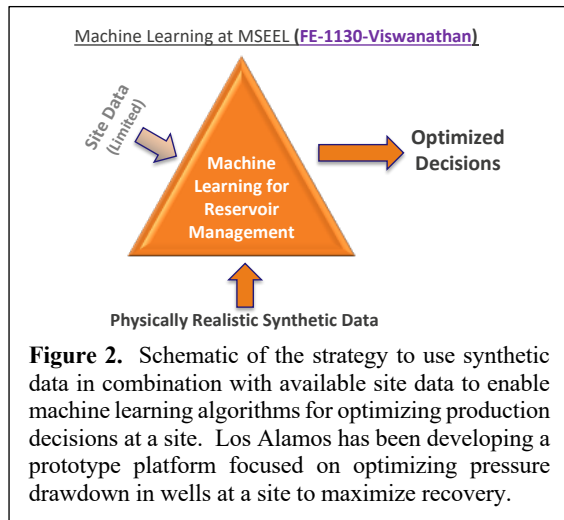 Machine Learning at MSEEL (FE-1130-Viswanathan)
Site Data
(Limited)
Machine
Learning for
Reservoir
Management
Optimized
Decisions
Physically Realistic Synthetic Data
Figure 2. Schematic of the strategy to use synthetic
data in combination with available site data to enable
machine learning algorithms for optimizing production
decisions at a site. Los Alamos has been developing a
prototype platform focused on optimizing pressure
drawdown in wells at a site to maximize recovery.